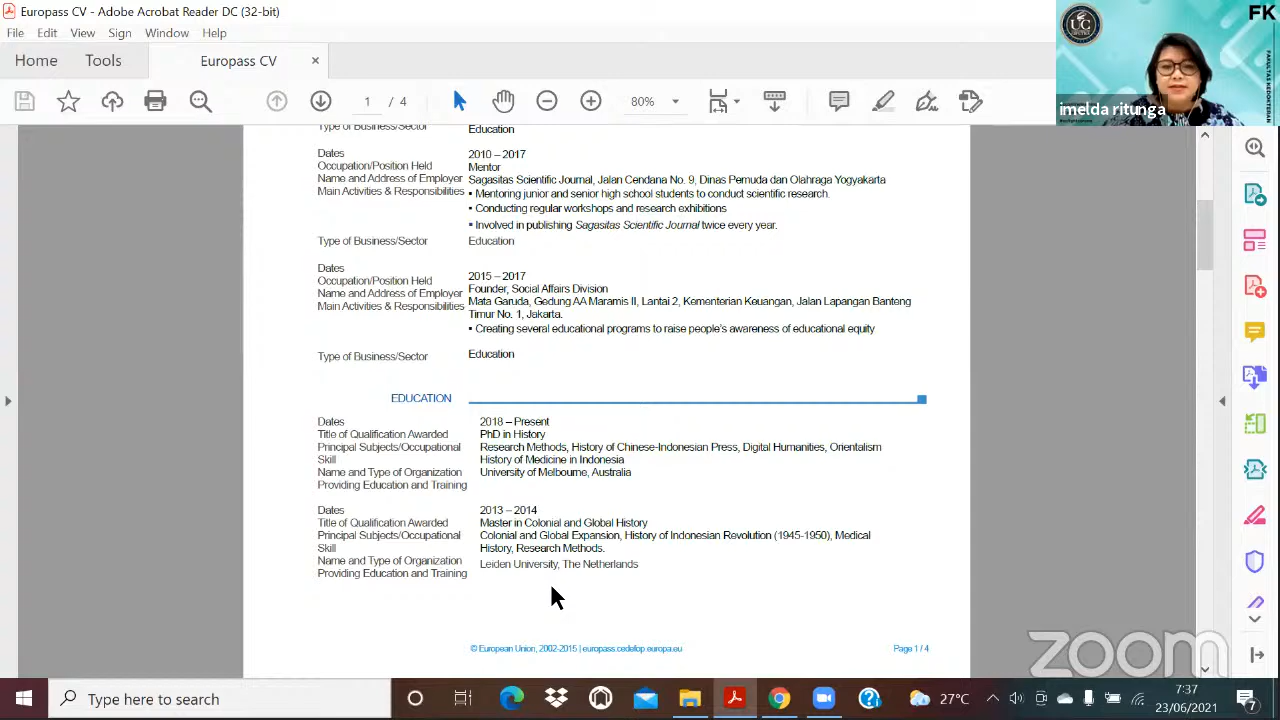 Europass CV - Adobe Acrobat Reader DC (32-bit)
File Edit View Sign Window Help
Home Tools Europass CV ×
1 / 4 80%
UC
FK
FAKULTAS KEDOKTERAN
imelda ritunga
Type of Business/Sector Education
Dates 2010 – 2017
Occupation/Position Held Mentor
Name and Address of Employer Sagasitas Scientific Journal, Jalan Cendana No. 9, Dinas Pemuda dan Olahraga Yogyakarta
Main Activities & Responsibilities ▪ Mentoring junior and senior high school students to conduct scientific research.
▪ Conducting regular workshops and research exhibitions
▪ Involved in publishing Sagasitas Scientific Journal twice every year.
Type of Business/Sector Education
Dates 2015 – 2017
Occupation/Position Held Founder, Social Affairs Division
Name and Address of Employer Mata Garuda, Gedung AA Maramis II, Lantai 2, Kementerian Keuangan, Jalan Lapangan Banteng
Timur No. 1, Jakarta.
Main Activities & Responsibilities ▪ Creating several educational programs to raise people's awareness of educational equity
Type of Business/Sector Education
EDUCATION
Dates 2018 – Present
Title of Qualification Awarded PhD in History
Principal Subjects/Occupational Research Methods, History of Chinese-Indonesian Press, Digital Humanities, Orientalism
Skill History of Medicine in Indonesia
Name and Type of Organization University of Melbourne, Australia
Providing Education and Training
Dates 2013 – 2014
Title of Qualification Awarded Master in Colonial and Global History
Principal Subjects/Occupational Colonial and Global Expansion, History of Indonesian Revolution (1945-1950), Medical
Skill History, Research Methods.
Name and Type of Organization Leiden University, The Netherlands
Providing Education and Training
© European Union, 2002-2015 | europass.cedefop.europa.eu Page 1 / 4
zoom
Type here to search 27°C 7:37
23/06/2021 7